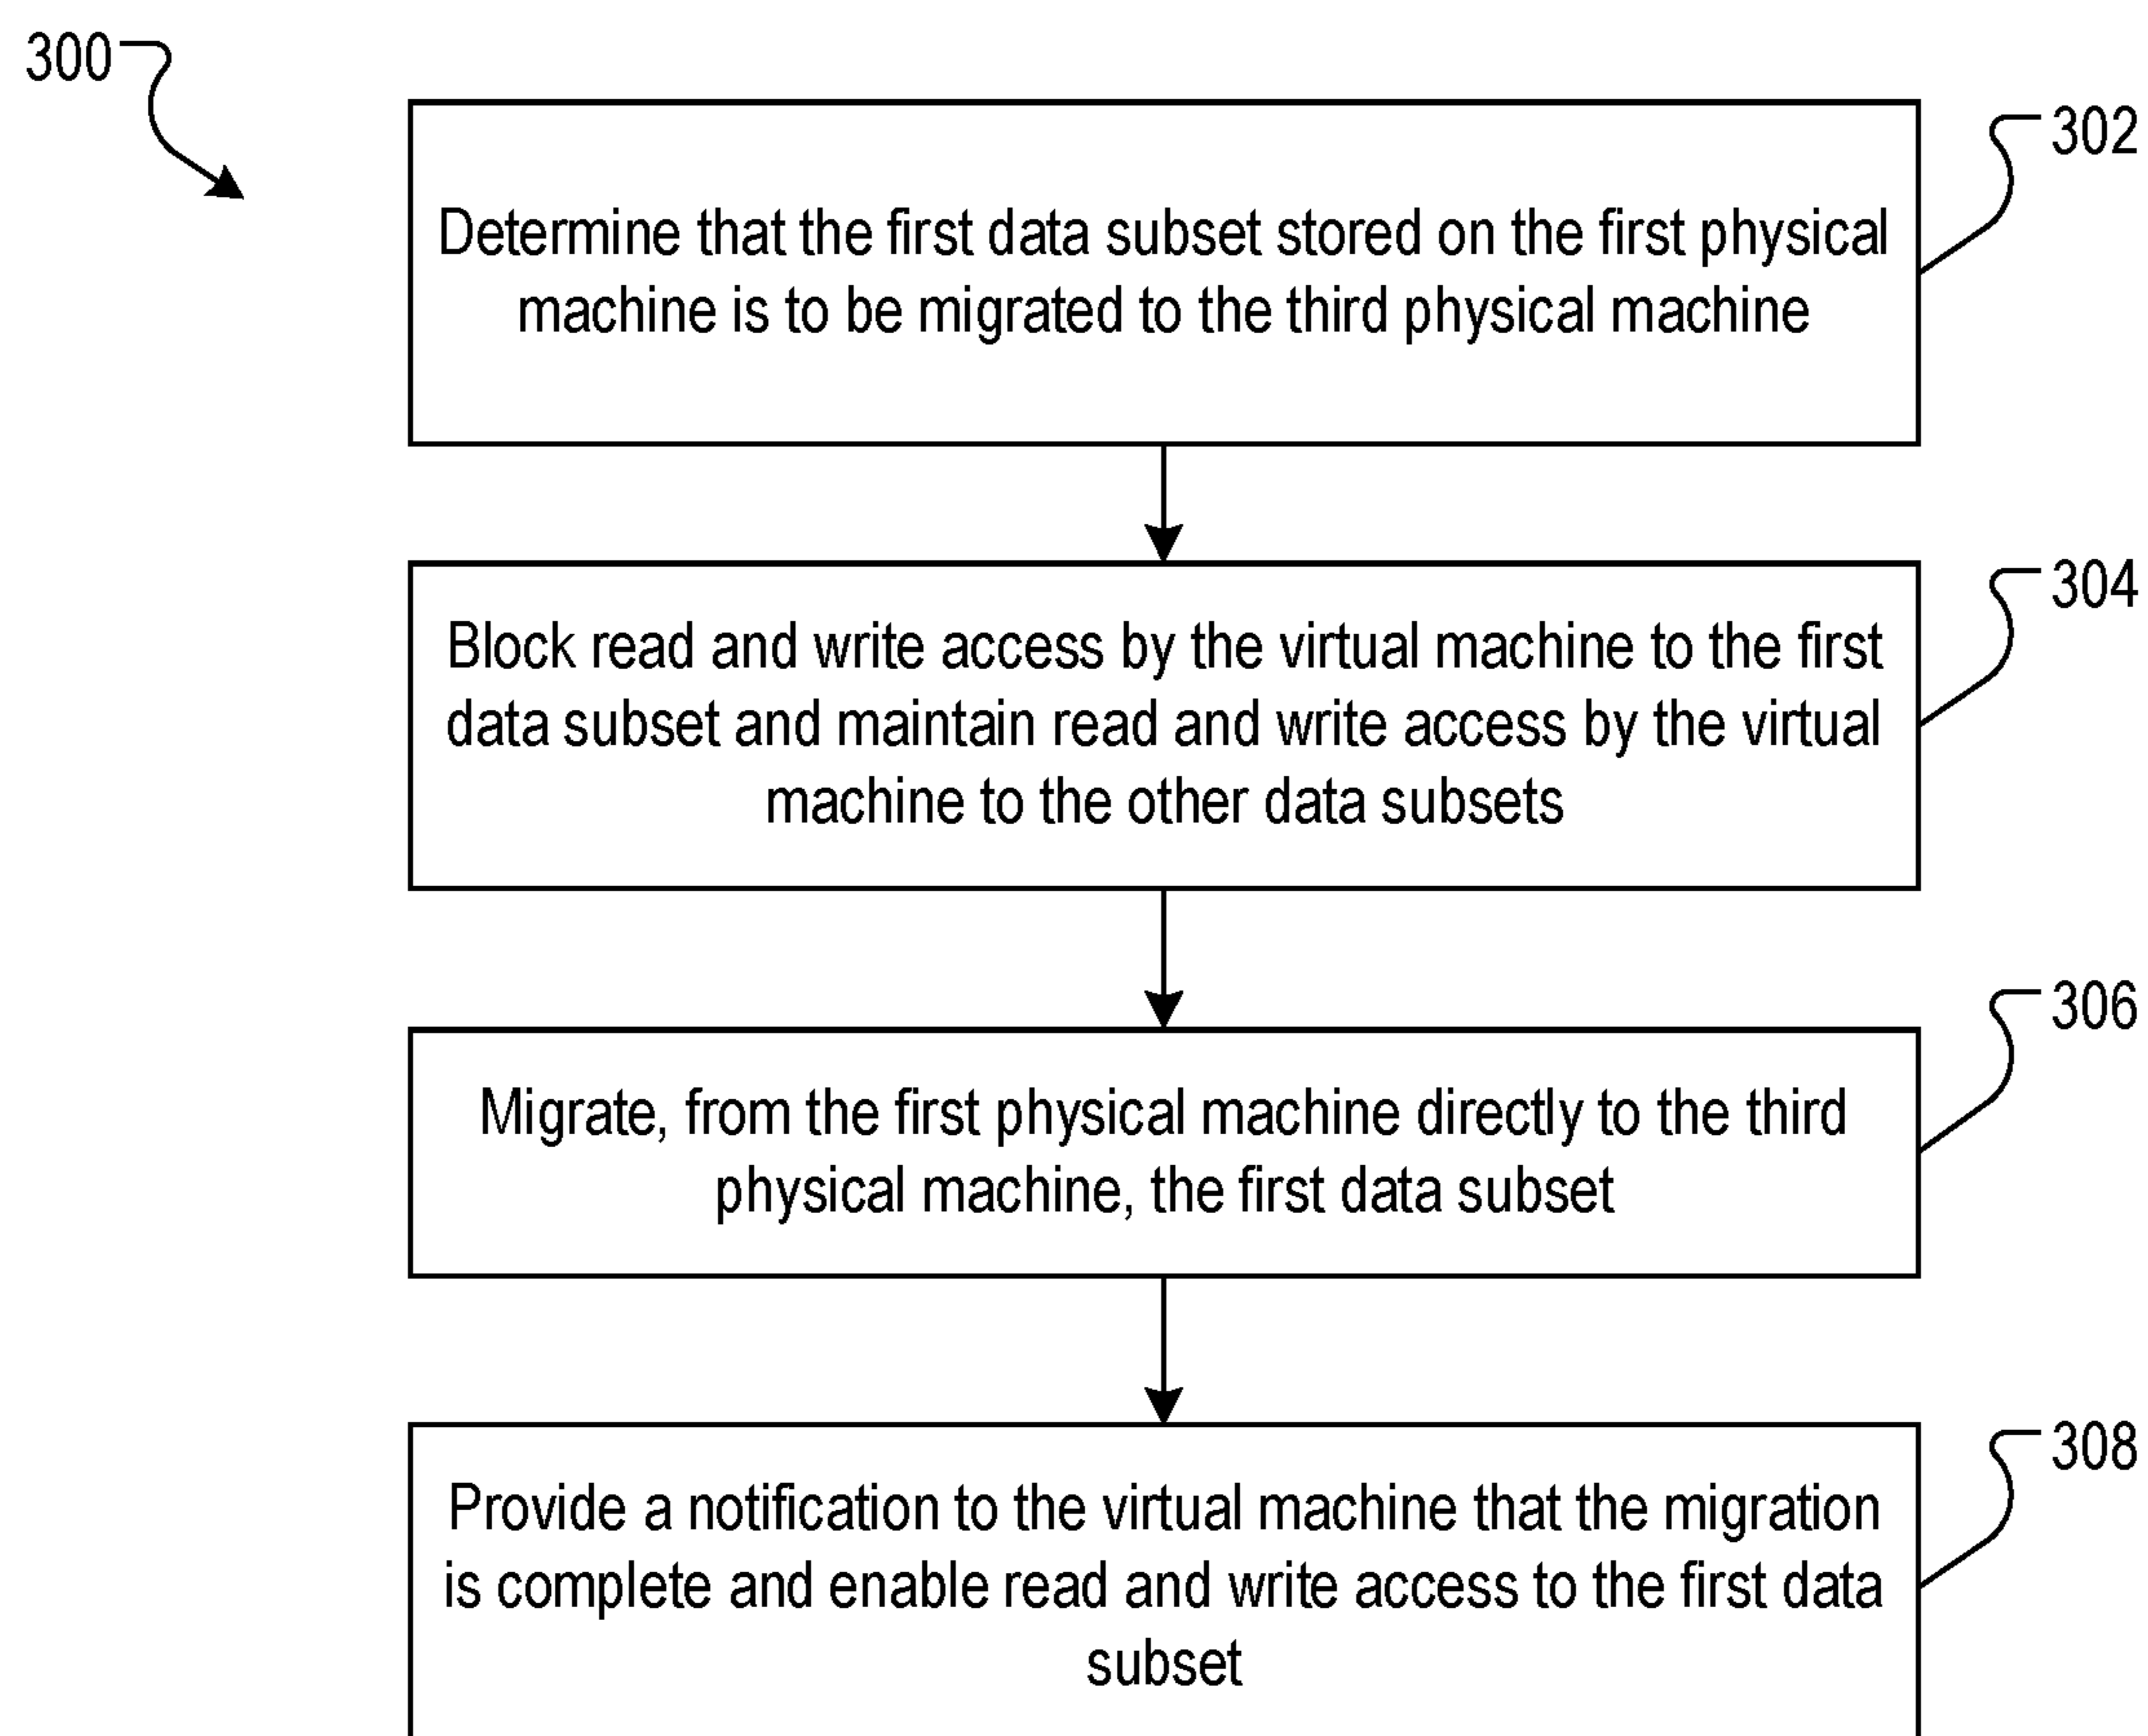 300
302
Determine that the first data subset stored on the first physical
machine is to be migrated to the third physical machine
304
Block read and write access by the virtual machine to the first
data subset and maintain read and write access by the virtual
machine to the other data subsets
306
Migrate, from the first physical machine directly to the third
physical machine, the first data subset
308
Provide a notification to the virtual machine that the migration
is complete and enable read and write access to the first data
subset